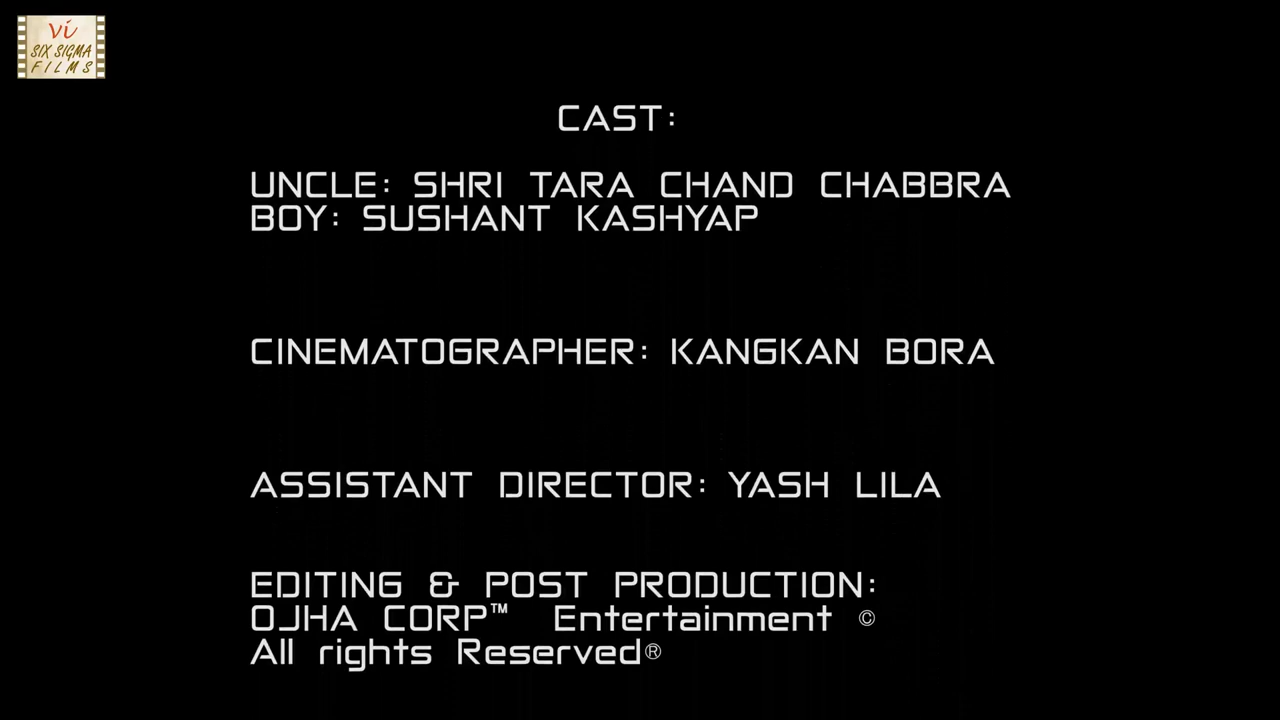 vi
SIX SIGMA
FILMS
CAST:
UNCLE: SHRI TARA CHAND CHABBRA
BOY: SUSHANT KASHYAP
CINEMATOGRAPHER: KANGKAN BORA
ASSISTANT DIRECTOR: YASH LILA
EDITING & POST PRODUCTION:
OJHA CORP™ Entertainment ©
All rights Reserved®